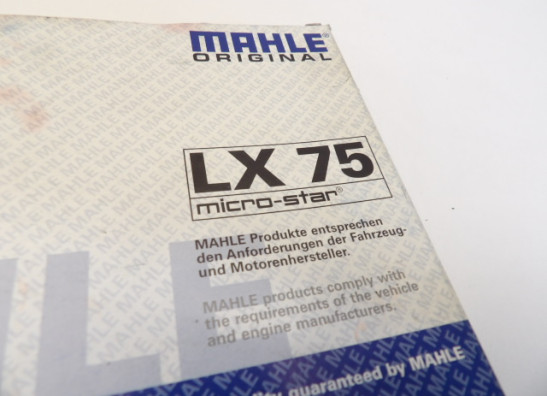 MAHLE®
ORIGINAL
LX 75
micro-star®
MAHLE Produkte entsprechen
den Anforderungen der Fahrzeug-
und Motorenhersteller.
MAHLE products comply with
the requirements of the vehicle
and engine manufacturers.
guaranteed by MAHLE